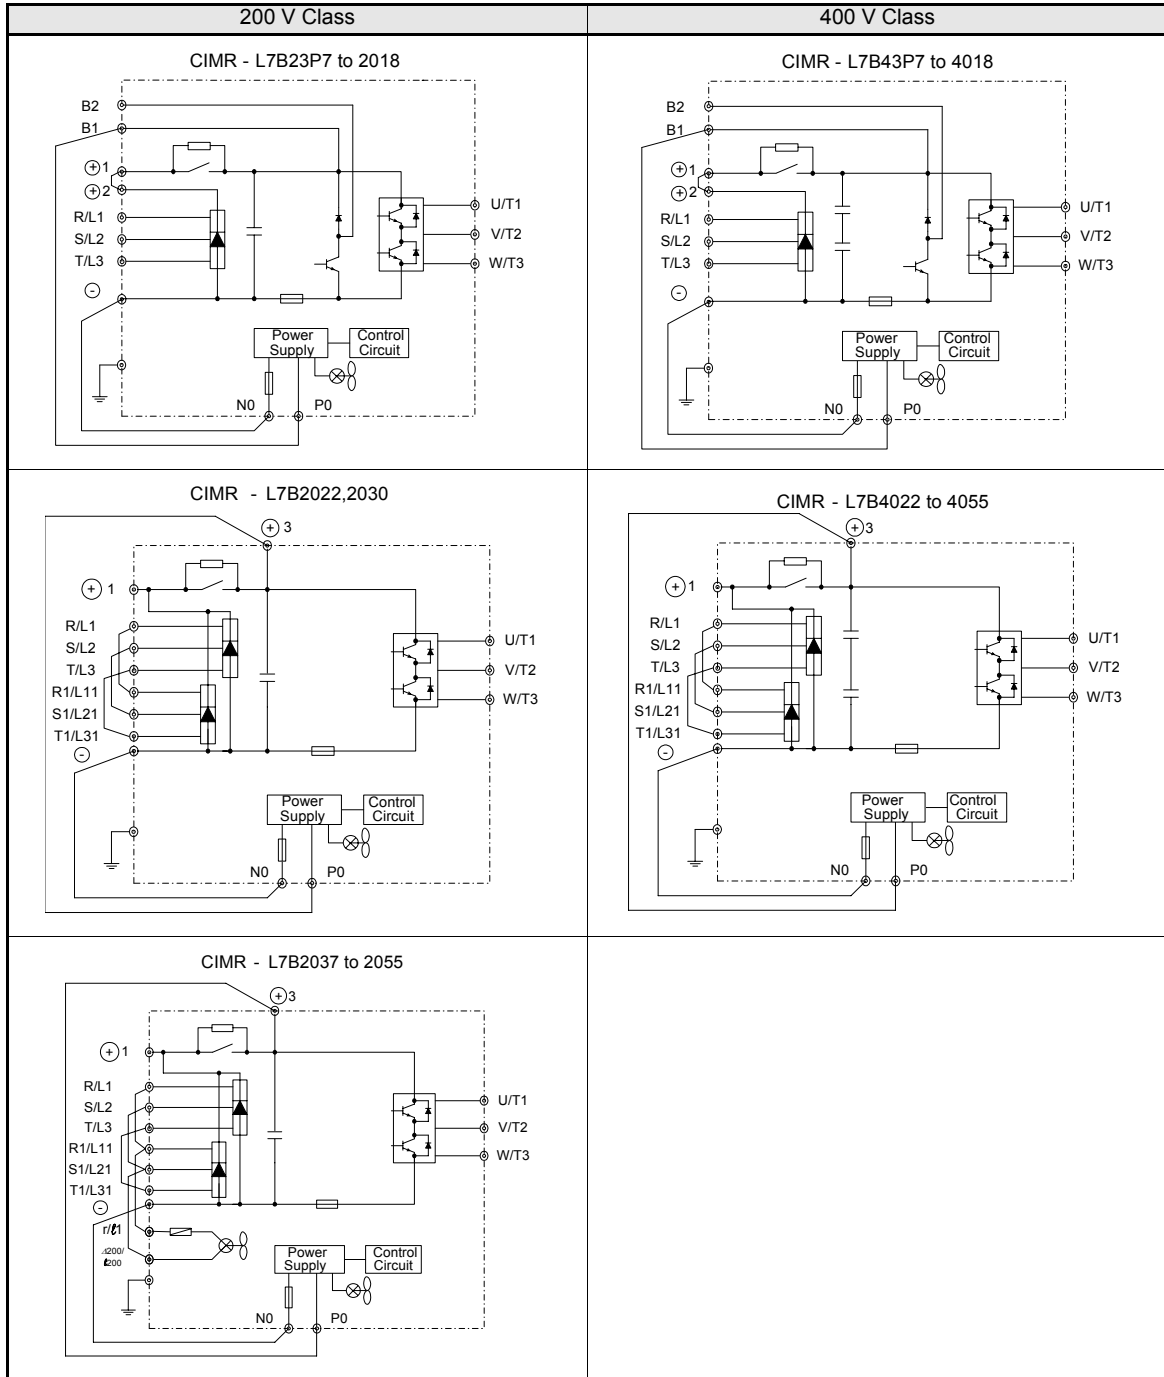 200 V Class
400 V Class
CIMR - L7B23P7 to 2018
B2
B1
+ 1
+ 2
R/L1
S/L2
T/L3
-
U/T1
V/T2
W/T3
Power
Supply
Control
Circuit
N0
P0
CIMR - L7B43P7 to 4018
B2
B1
+ 1
+ 2
R/L1
S/L2
T/L3
-
U/T1
V/T2
W/T3
Power
Supply
Control
Circuit
N0
P0
CIMR - L7B2022,2030
+ 3
+ 1
R/L1
S/L2
T/L3
R1/L11
S1/L21
T1/L31
-
U/T1
V/T2
W/T3
Power
Supply
Control
Circuit
N0
P0
CIMR - L7B4022 to 4055
+ 3
+ 1
R/L1
S/L2
T/L3
R1/L11
S1/L21
T1/L31
-
U/T1
V/T2
W/T3
Power
Supply
Control
Circuit
N0
P0
CIMR - L7B2037 to 2055
+ 3
+ 1
R/L1
S/L2
T/L3
R1/L11
S1/L21
T1/L31
-
r/ℓ1
U/T1
V/T2
W/T3
Power
Supply
Control
Circuit
N0
P0